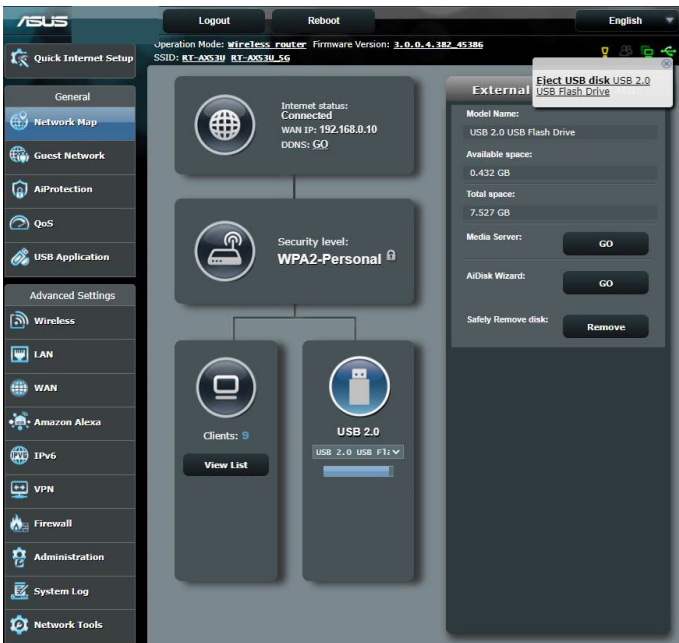 ASUS
Logout
Reboot
English
Quick Internet Setup
Operation Mode: Wireless router Firmware Version: 3.0.0.4.382_45386
SSID: RT-AX53U RT-AX53U_5G
General
Network Map
Guest Network
AiProtection
QoS
USB Application
Advanced Settings
Wireless
LAN
WAN
Amazon Alexa
IPv6
VPN
Firewall
Administration
System Log
Network Tools
Internet status:
Connected
WAN IP: 192.168.0.10
DDNS: GO
Security level:
WPA2-Personal
Clients: 9
View List
USB 2.0
USB 2.0 USB Fla
Eject USB disk USB 2.0
USB Flash Drive
External
Model Name:
USB 2.0 USB Flash Drive
Available space:
0.432 GB
Total space:
7.527 GB
Media Server:
GO
AiDisk Wizard:
GO
Safely Remove disk:
Remove